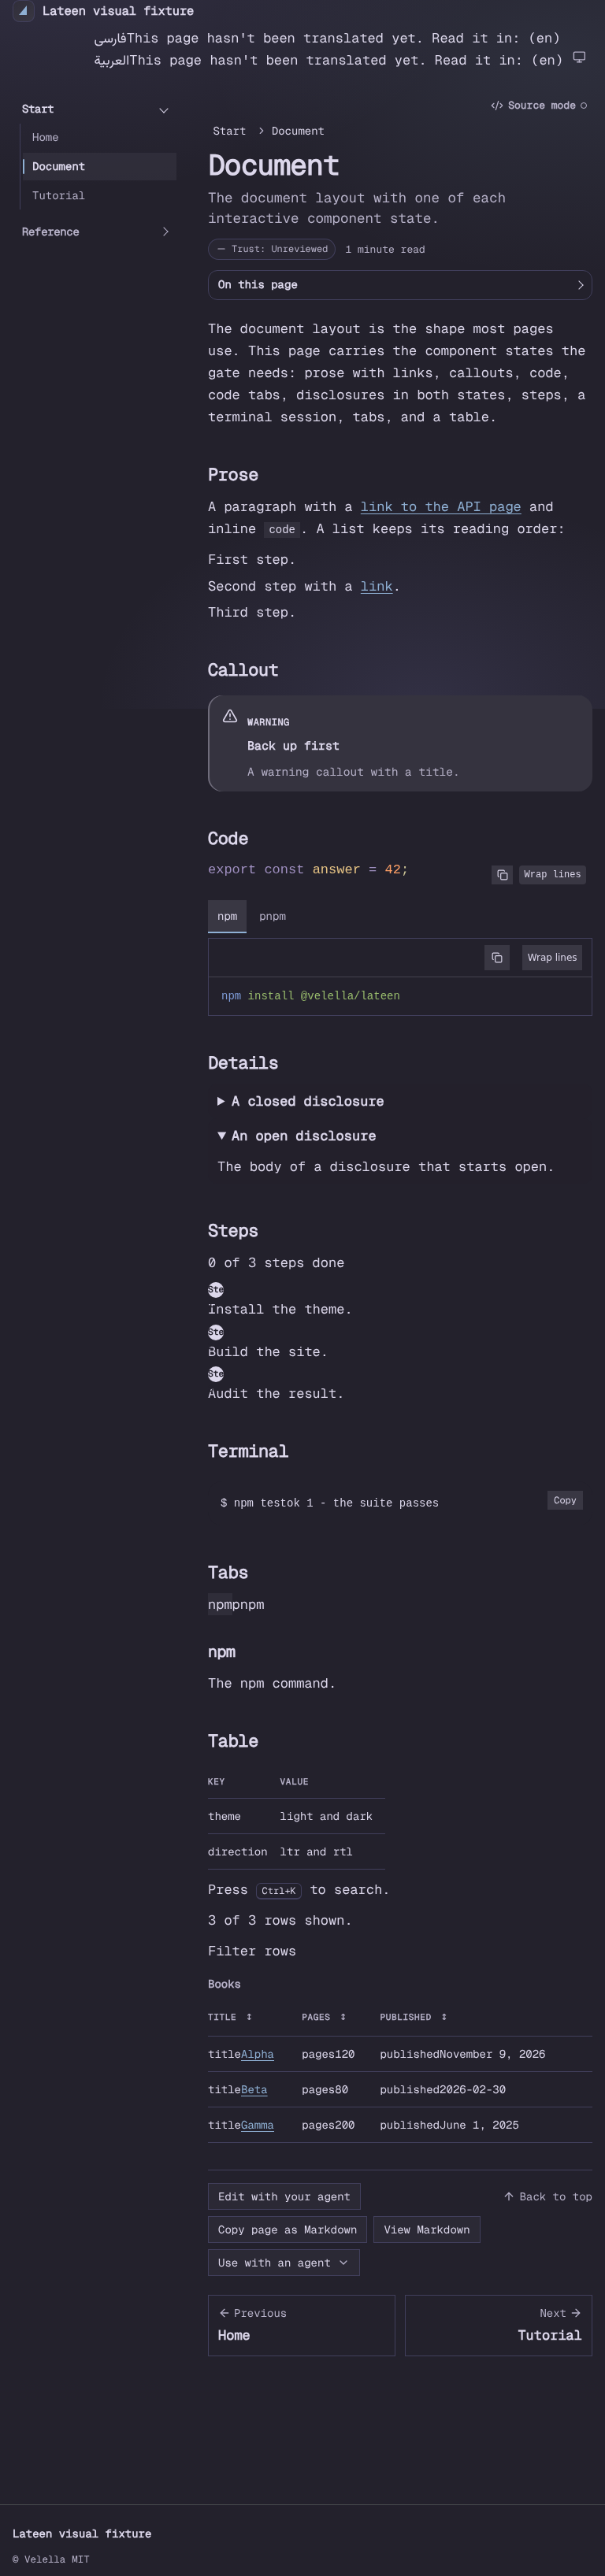 Lateen visual fixture
فارسیThis page hasn't been translated yet. Read it in: (en)
العربيةThis page hasn't been translated yet. Read it in: (en)
Start
Home
Document
Tutorial
Reference
Source mode
Start > Document
Document
The document layout with one of each
interactive component state.
— Trust: Unreviewed
1 minute read
On this page
The document layout is the shape most pages
use. This page carries the component states the
gate needs: prose with links, callouts, code,
code tabs, disclosures in both states, steps, a
terminal session, tabs, and a table.
Prose
A paragraph with a link to the API page and
inline code. A list keeps its reading order:
First step.
Second step with a link.
Third step.
Callout
WARNING
Back up first
A warning callout with a title.
Code
export const answer = 42;
Wrap lines
npm pnpm
Wrap lines
npm install @velella/lateen
Details
A closed disclosure
An open disclosure
The body of a disclosure that starts open.
Steps
0 of 3 steps done
Ste
Install the theme.
Ste
Build the site.
Ste
Audit the result.
Terminal
$ npm testok 1 - the suite passes
Copy
Tabs
npmpnpm
npm
The npm command.
Table
KEY VALUE
theme light and dark
direction ltr and rtl
Press Ctrl+K to search.
3 of 3 rows shown.
Filter rows
Books
TITLE ↕ PAGES ↕ PUBLISHED ↕
titleAlpha pages120 publishedNovember 9, 2026
titleBeta pages80 published2026-02-30
titleGamma pages200 publishedJune 1, 2025
Edit with your agent
↑ Back to top
Copy page as Markdown
View Markdown
Use with an agent
← Previous
Home
Next →
Tutorial
Lateen visual fixture
© Velella MIT